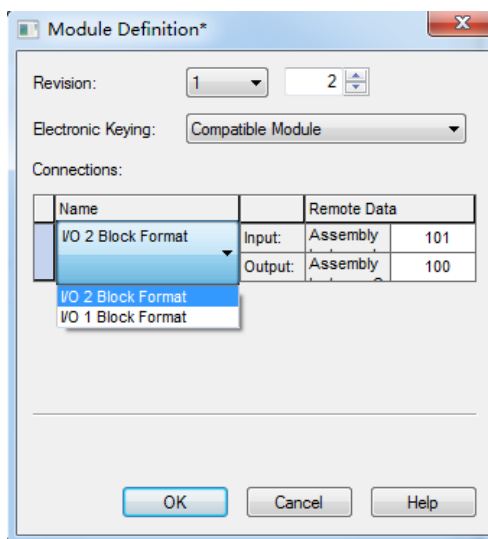 Module Definition*
x
Revision: 1 2
Electronic Keying: Compatible Module
Connections:
Name Remote Data
I/O 2 Block Format Input: Assembly 101
Output: Assembly 100
I/O 2 Block Format
I/O 1 Block Format
OK Cancel Help